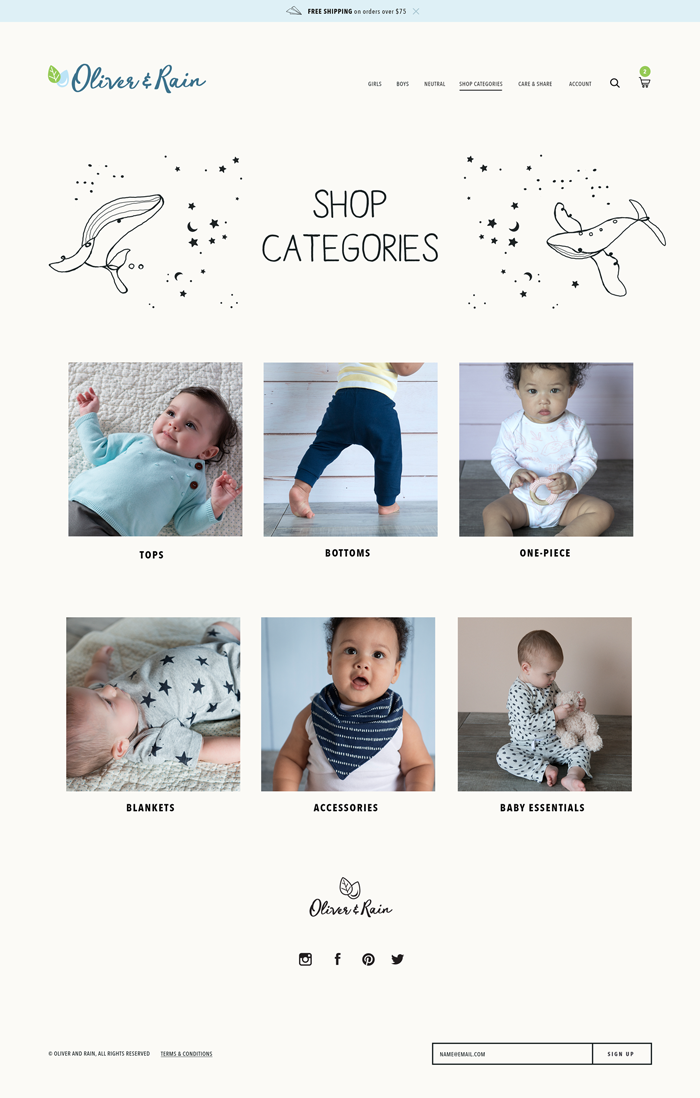 FREE SHIPPING on orders over $75
Oliver & Rain
GIRLS BOYS NEUTRAL SHOP CATEGORIES CARE & SHARE ACCOUNT
2
SHOP
CATEGORIES
TOPS
BOTTOMS
ONE-PIECE
BLANKETS
ACCESSORIES
BABY ESSENTIALS
Oliver & Rain
© OLIVER AND RAIN, ALL RIGHTS RESERVED TERMS & CONDITIONS
NAME@EMAIL.COM SIGN UP